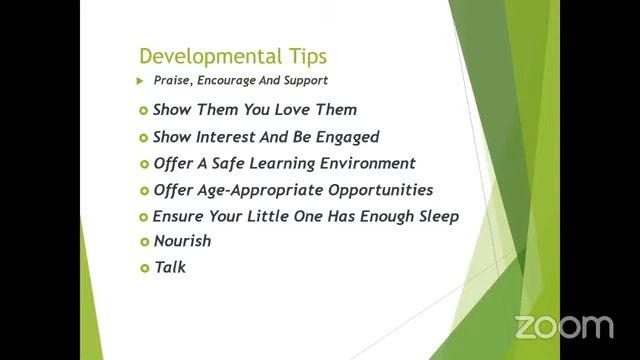 Developmental Tips
Praise, Encourage And Support
Show Them You Love Them
Show Interest And Be Engaged
Offer A Safe Learning Environment
Offer Age-Appropriate Opportunities
Ensure Your Little One Has Enough Sleep
Nourish
Talk
zoom